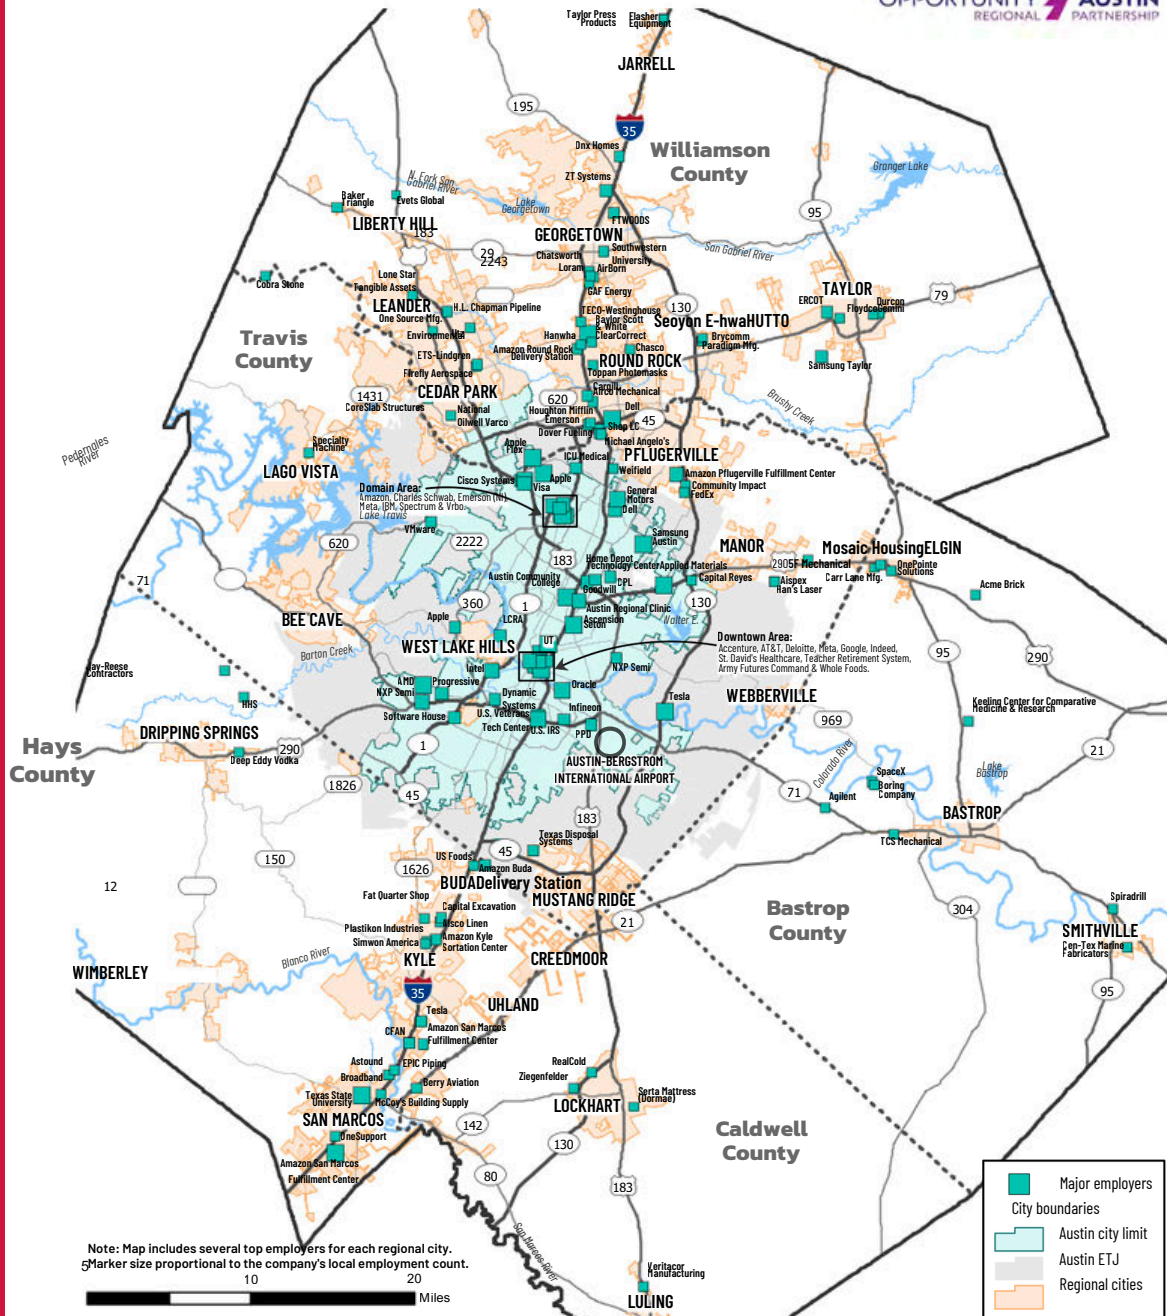 OPPORTUNITY AUSTIN
REGIONAL PARTNERSHIP
Taylor Press
Products
Flasher
Equipment
JARRELL
195
35
Dnx Homes
Williamson
County
ZT Systems
Granger Lake
N. Fork San
Gabriel River
Lake
Georgetown
Baker
Triangle
Evets Global
95
LIBERTY HILL
183
FTWOODS
GEORGETOWN
San Gabriel River
29
2243
Chatsworth
Southwestern
University
Loram
AirBorn
GAF Energy
Cobra Stone
Lone Star
Tangible Assets
LEANDER
H.L. Chapman Pipeline
One Source Mfg.
Environmental
TAYLOR
79
ERCOT
Durcon
Floydco
Gemini
130
TECO-Westinghouse
Baylor Scott
& White
ClearCorrect
Hanwha
Seoyon E-hwa
HUTTO
Brycomm
Paradigm Mfg.
Travis
County
Amazon Round Rock
Delivery Station
Chasco
ROUND ROCK
Samsung Taylor
ETS-Lindgren
Firefly Aerospace
Toppan Photomasks
Cargill
Airco Mechanical
CEDAR PARK
1431
620
Brushy Creek
CoreSlab Structures
National
Oilwell Varco
Houghton Mifflin
Emerson
Dell
45
Dover Fueling
Shop LC
Michael Angelo's
Pedernales
River
Specialty
Machine
LAGO VISTA
Apple
Flex
ICU Medical
PFLUGERVILLE
Weifield
Amazon Pflugerville Fulfillment Center
Cisco Systems
Apple
Visa
Community Impact
FedEx
Domain Area:
Amazon, Charles Schwab, Emerson (NI),
Meta, IBM, Spectrum & Vrbo.
Lake Travis
General
Motors
Dell
VMware
Samsung
Austin
620
2222
MANOR
Mosaic Housing
ELGIN
183
Home Depot
Technology Center
Applied Materials
290
5F Mechanical
OnePointe
Solutions
71
Austin Community
College
CPL
Goodwill
Capital Reyes
Aispex
Han's Laser
Carr Lane Mfg.
Acme Brick
360
1
130
Austin Regional Clinic
Ascension
Seton
Walter E.
BEE CAVE
Apple
LCRA
UT
WEST LAKE HILLS
Downtown Area:
Accenture, AT&T, Deloitte, Meta, Google, Indeed,
St. David's Healthcare, Teacher Retirement System,
Army Futures Command & Whole Foods.
95
290
Barton Creek
Jay-Reese
Contractors
Intel
NXP Semi
AMD
Progressive
NXP Semi
Oracle
HHS
Dynamic
Systems
Tesla
WEBBERVILLE
Keeling Center for Comparative
Medicine & Research
Software House
U.S. Veterans
Tech Center
U.S. IRS
Infineon
PPD
969
DRIPPING SPRINGS
290
Deep Eddy Vodka
1
Hays
County
AUSTIN-BERGSTROM
INTERNATIONAL AIRPORT
Colorado River
21
SpaceX
Boring
Company
Lake
Bastrop
1826
45
71
Agilent
BASTROP
183
TCS Mechanical
Texas Disposal
Systems
150
45
US Foods
Amazon Buda
1626
12
BUDA
Delivery Station
MUSTANG RIDGE
Fat Quarter Shop
Capital Excavation
Alsco Linen
21
Bastrop
County
304
Spiradrill
Plastikon Industries
Simwon America
Amazon Kyle
Sortation Center
SMITHVILLE
Cen-Tex Marine
Fabricators
Blanco River
WIMBERLEY
KYLE
CREEDMOOR
35
95
UHLAND
Tesla
CFAN
Amazon San Marcos
Fulfillment Center
Astound
Broadband
EPIC Piping
RealCold
Ziegenfelder
Berry Aviation
Texas State
University
McCoy's Building Supply
Serta Mattress
(Dormae)
LOCKHART
SAN MARCOS
142
OneSupport
130
Caldwell
County
Amazon San Marcos
Fulfillment Center
80
183
San Marcos River
Major employers
City boundaries
Austin city limit
Austin ETJ
Regional cities
Note: Map includes several top employers for each regional city.
Marker size proportional to the company's local employment count.
5
10
20
Miles
Veritacor
Manufacturing
LULING